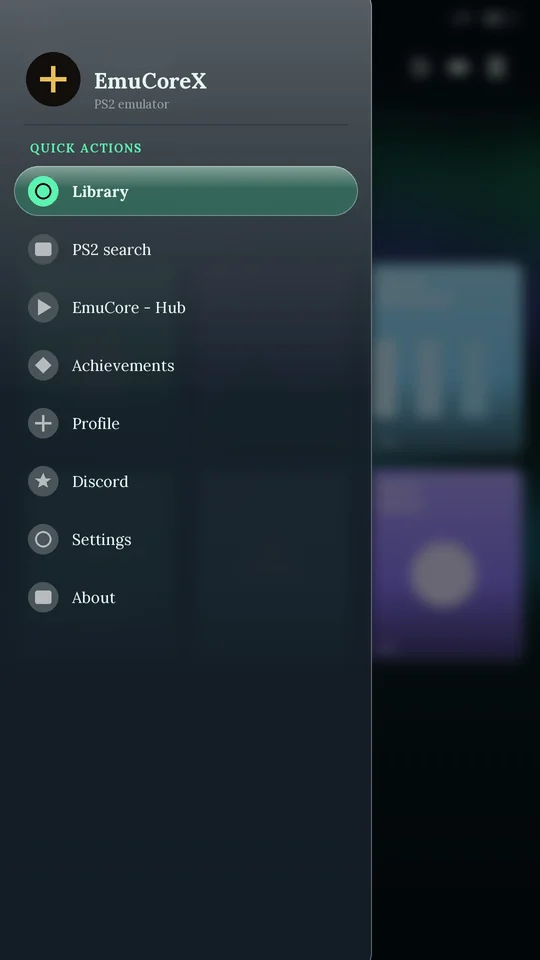 EmuCoreX
PS2 emulator
QUICK ACTIONS
Library
PS2 search
EmuCore - Hub
Achievements
Profile
Discord
Settings
About